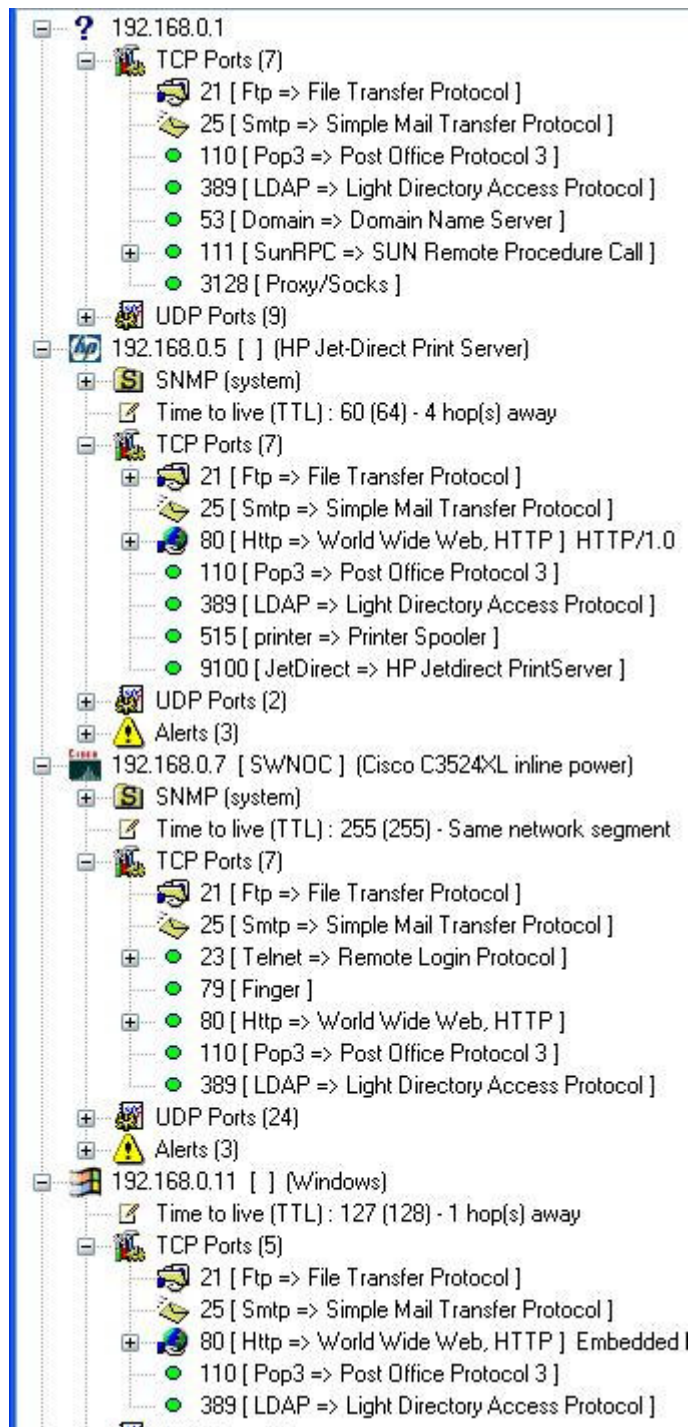 ? 192.168.0.1
TCP Ports (7)
21 [ Ftp => File Transfer Protocol ]
25 [ Smtp => Simple Mail Transfer Protocol ]
110 [ Pop3 => Post Office Protocol 3 ]
389 [ LDAP => Light Directory Access Protocol ]
53 [ Domain => Domain Name Server ]
111 [ SunRPC => SUN Remote Procedure Call ]
3128 [ Proxy/Socks ]
UDP Ports (9)
hp 192.168.0.5 [ ] (HP Jet-Direct Print Server)
S SNMP (system)
Time to live (TTL) : 60 (64) - 4 hop(s) away
TCP Ports (7)
21 [ Ftp => File Transfer Protocol ]
25 [ Smtp => Simple Mail Transfer Protocol ]
80 [ Http => World Wide Web, HTTP ] HTTP/1.0
110 [ Pop3 => Post Office Protocol 3 ]
389 [ LDAP => Light Directory Access Protocol ]
515 [ printer => Printer Spooler ]
9100 [ JetDirect => HP Jetdirect PrintServer ]
UDP Ports (2)
Alerts (3)
192.168.0.7 [ SWNOC ] (Cisco C3524XL inline power)
S SNMP (system)
Time to live (TTL) : 255 (255) - Same network segment
TCP Ports (7)
21 [ Ftp => File Transfer Protocol ]
25 [ Smtp => Simple Mail Transfer Protocol ]
23 [ Telnet => Remote Login Protocol ]
79 [ Finger ]
80 [ Http => World Wide Web, HTTP ]
110 [ Pop3 => Post Office Protocol 3 ]
389 [ LDAP => Light Directory Access Protocol ]
UDP Ports (24)
Alerts (3)
192.168.0.11 [ ] (Windows)
Time to live (TTL) : 127 (128) - 1 hop(s) away
TCP Ports (5)
21 [ Ftp => File Transfer Protocol ]
25 [ Smtp => Simple Mail Transfer Protocol ]
80 [ Http => World Wide Web, HTTP ] Embedded
110 [ Pop3 => Post Office Protocol 3 ]
389 [ LDAP => Light Directory Access Protocol ]